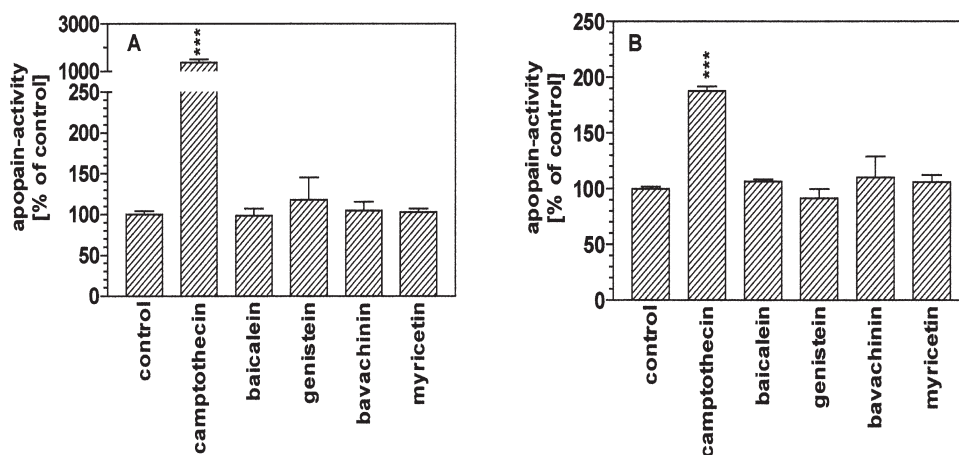 A
apopain-activity
[% of control]
3000
1000
250
200
150
100
50
0
***
control
camptothecin
baicalein
genistein
bavachinin
myricetin
B
apopain-activity
[% of control]
250
200
150
100
50
0
***
control
camptothecin
baicalein
genistein
bavachinin
myricetin